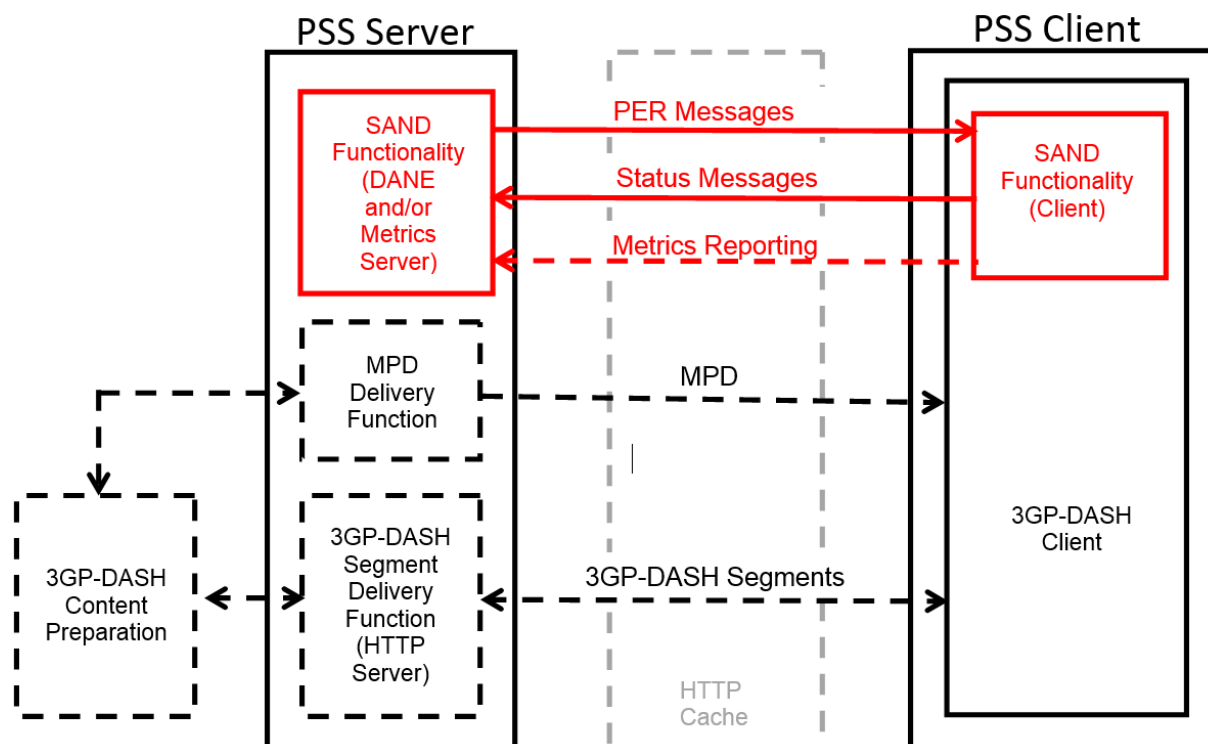 PSS Server
PSS Client
SAND
Functionality
(DANE
and/or
Metrics
Server)
PER Messages
Status Messages
Metrics Reporting
SAND
Functionality
(Client)
MPD
Delivery
Function
MPD
3GP-DASH
Content
Preparation
3GP-DASH
Segment
Delivery
Function
(HTTP
Server)
3GP-DASH Segments
3GP-DASH
Client
HTTP
Cache